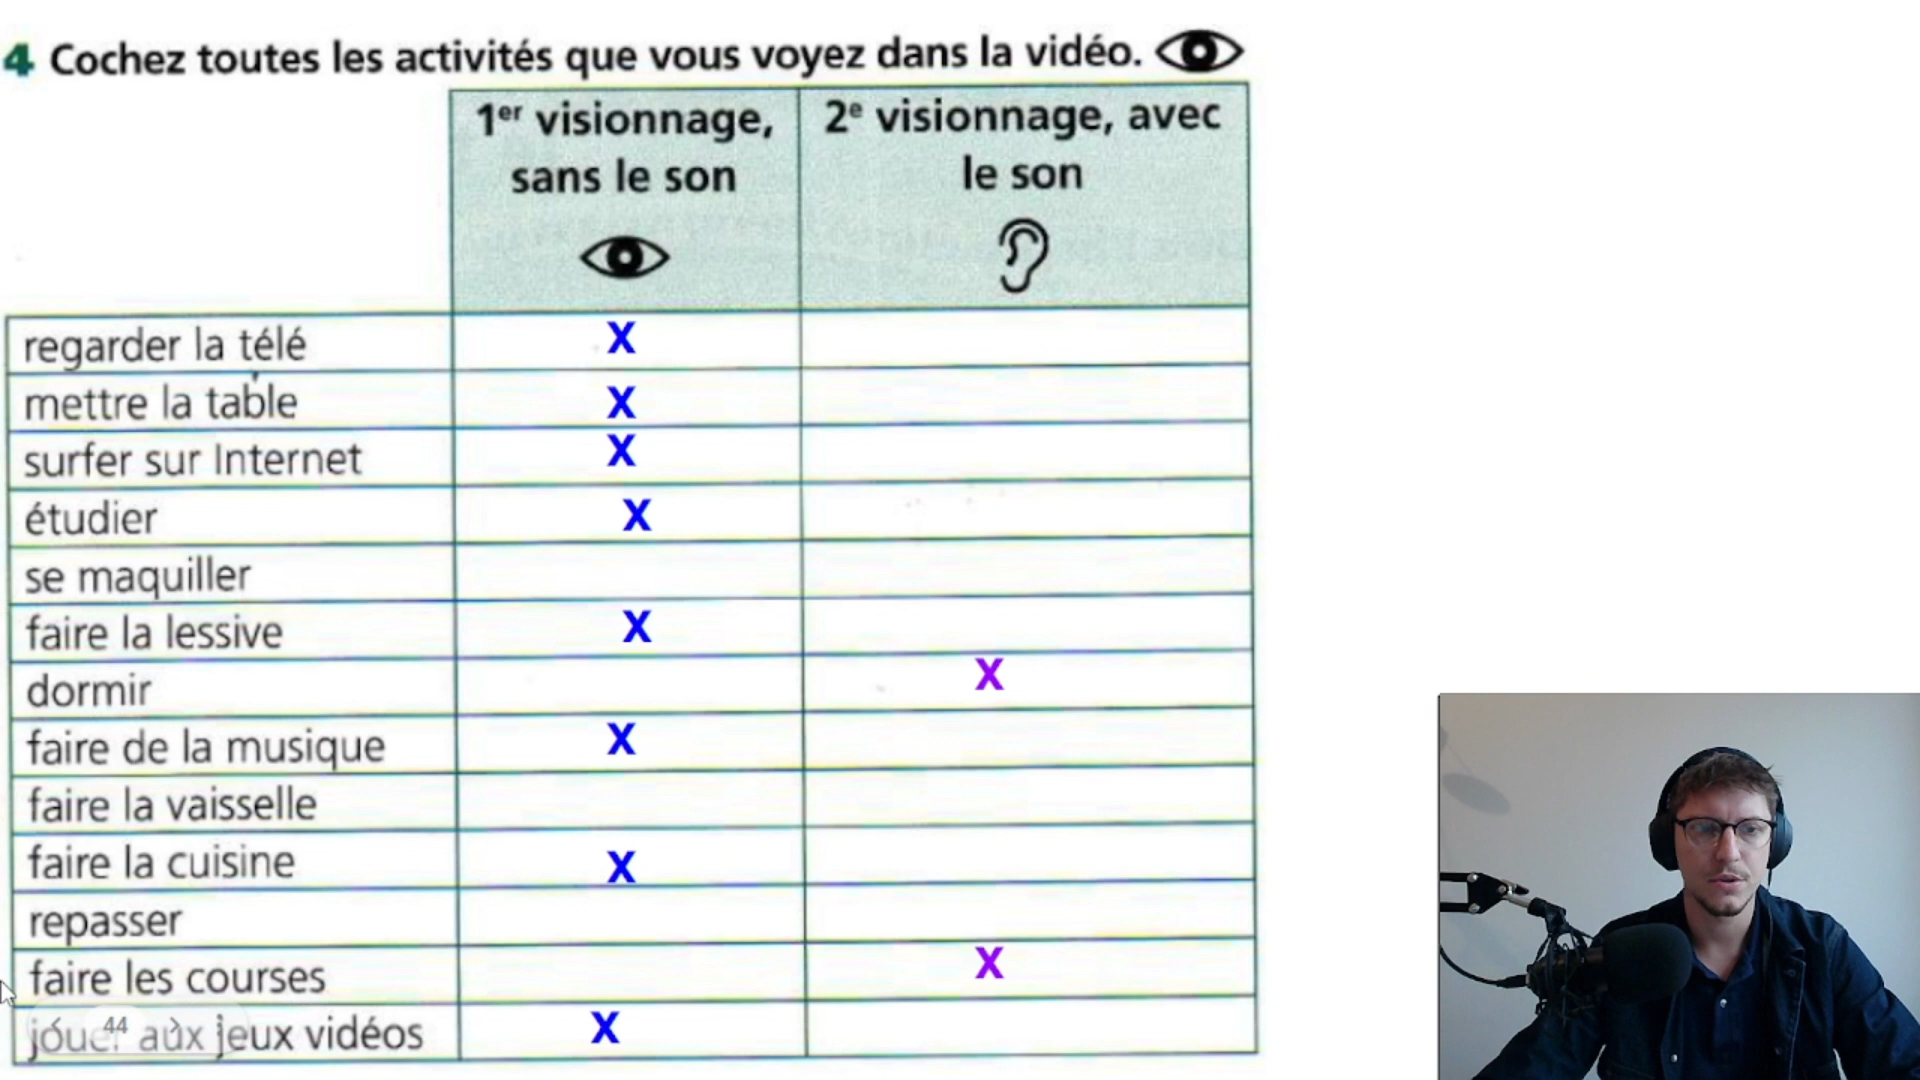 4 Cochez toutes les activités que vous voyez dans la vidéo.
1er visionnage, sans le son
2e visionnage, avec le son
regarder la télé X
mettre la table X
surfer sur Internet X
étudier X
se maquiller
faire la lessive X
dormir X
faire de la musique X
faire la vaisselle
faire la cuisine X
repasser
faire les courses X
jouer aux jeux vidéos X
44